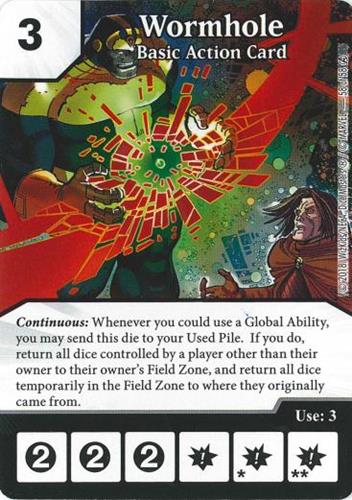 3
Wormhole
Basic Action Card
Continuous: Whenever you could use a Global Ability,
you may send this die to your Used Pile. If you do,
return all dice controlled by a player other than their
owner to their owner's Field Zone, and return all dice
temporarily in the Field Zone to where they originally
came from.
Use: 3
2 2 2 ! ! !
* **